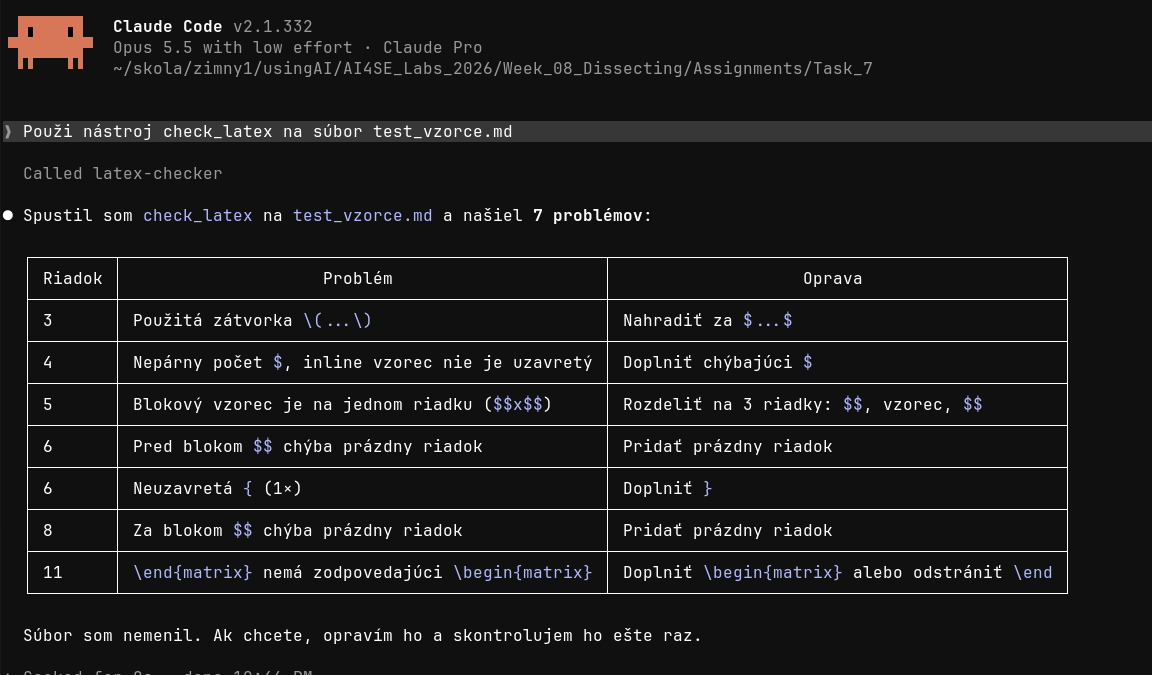 Claude Code v2.1.332
Opus 5.5 with low effort · Claude Pro
~/skola/zimny1/usingAI/AI4SE_Labs_2026/Week_08_Dissecting/Assignments/Task_7
❯ Použi nástroj check_latex na súbor test_vzorce.md
Called latex-checker
● Spustil som check_latex na test_vzorce.md a našiel 7 problémov:
Riadok Problém Oprava
3 Použitá zátvorka \(...\) Nahradiť za $...$
4 Nepárny počet $, inline vzorec nie je uzavretý Doplniť chýbajúci $
5 Blokový vzorec je na jednom riadku ($$x$$) Rozdeliť na 3 riadky: $$, vzorec, $$
6 Pred blokom $$ chýba prázdny riadok Pridať prázdny riadok
6 Neuzavretá { (1×) Doplniť }
8 Za blokom $$ chýba prázdny riadok Pridať prázdny riadok
11 \end{matrix} nemá zodpovedajúci \begin{matrix} Doplniť \begin{matrix} alebo odstrániť \end
Súbor som nemenil. Ak chcete, opravím ho a skontrolujem ho ešte raz.